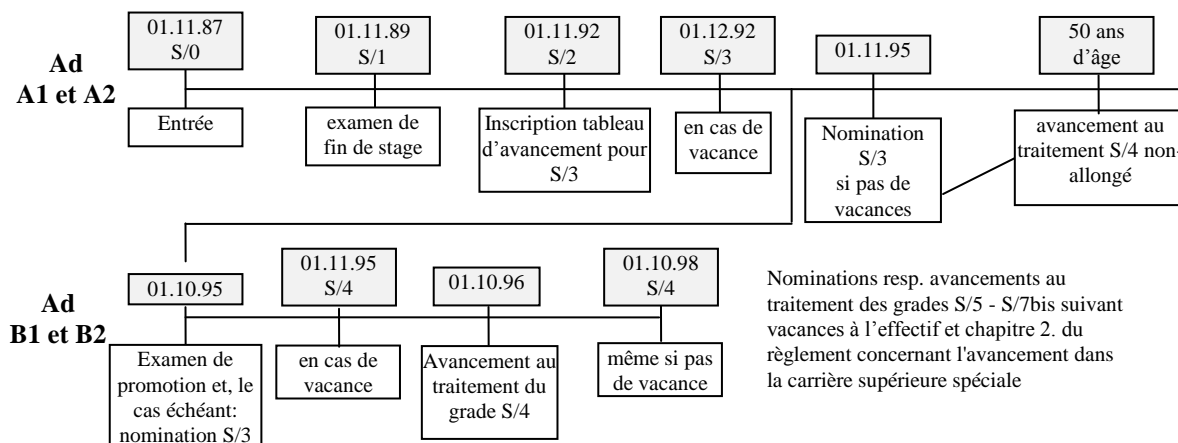 01.11.87
S/0
01.11.89
S/1
01.11.92
S/2
01.12.92
S/3
01.11.95
50 ans
d’âge
Ad
A1 et A2
Entrée
examen de
fin de stage
Inscription tableau
d’avancement pour
S/3
en cas de
vacance
Nomination
S/3
si pas de
vacances
avancement au
traitement S/4 non-
allongé
01.10.95
01.11.95
S/4
01.10.96
01.10.98
S/4
Ad
B1 et B2
Examen de
promotion et, le
cas échéant:
nomination S/3
en cas de
vacance
Avancement au
traitement du
grade S/4
même si pas
de vacance
Nominations resp. avancements au
traitement des grades S/5 - S/7bis suivant
vacances à l’effectif et chapitre 2. du
règlement concernant l'avancement dans
la carrière supérieure spéciale